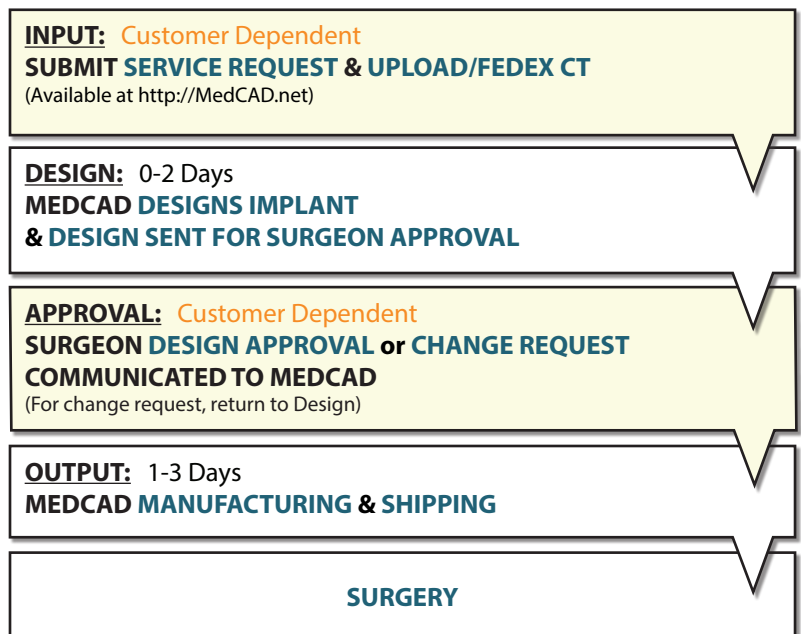 INPUT: Customer Dependent
SUBMIT SERVICE REQUEST & UPLOAD/FEDEX CT
(Available at http://MedCAD.net)
DESIGN: 0-2 Days
MEDCAD DESIGNS IMPLANT
& DESIGN SENT FOR SURGEON APPROVAL
APPROVAL: Customer Dependent
SURGEON DESIGN APPROVAL or CHANGE REQUEST
COMMUNICATED TO MEDCAD
(For change request, return to Design)
OUTPUT: 1-3 Days
MEDCAD MANUFACTURING & SHIPPING
SURGERY